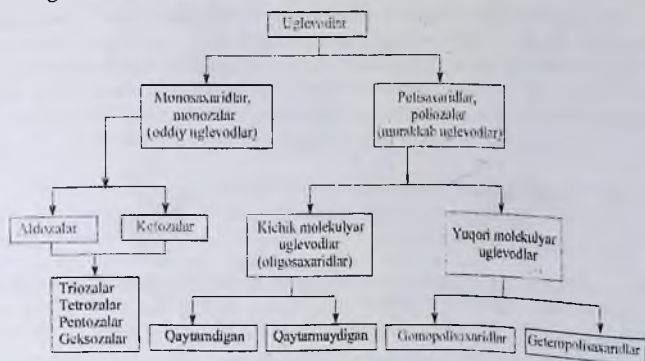 Uglevodlar
Monosaxaridlar,
monozalar
(oddiy uglevodlar)
Polisaxaridlar,
poliozalar
(murakkab uglevodlar)
Aldozalar
Ketozalar
Kichik molekulyar
uglevodlar
(oligosaxaridlar)
Yuqori molekulyar
uglevodlar
Triozalar
Tetrozalar
Pentozalar
Geksozalar
Qaytaradigan
Qaytarmaydigan
Gomopolisaxaridlar
Geteropolisaxaridlar